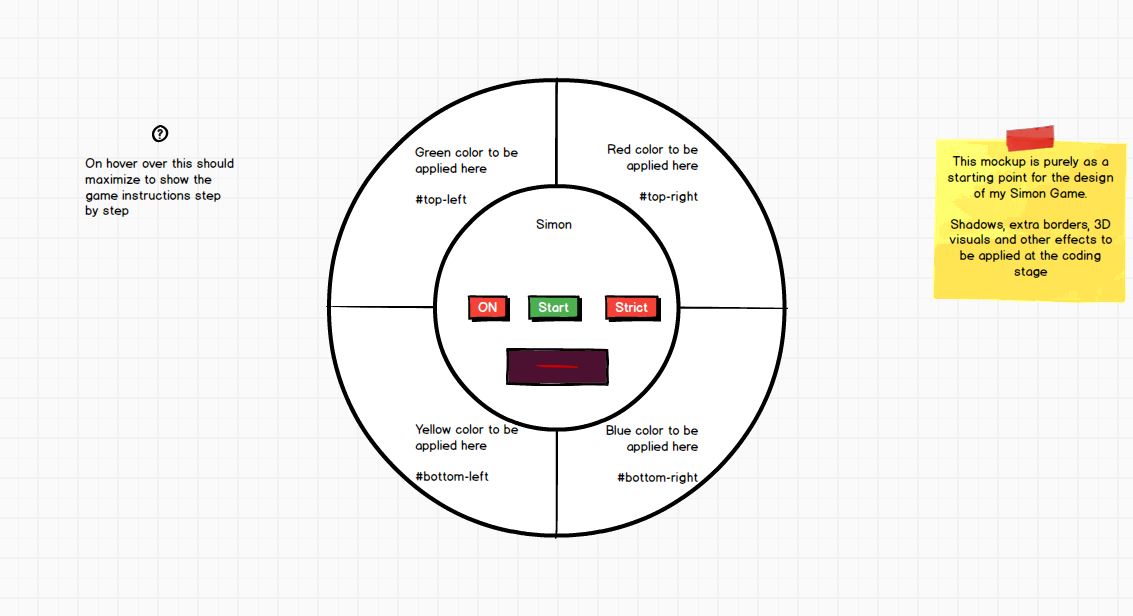 ?
On hover over this should
maximize to show the
game instructions step
by step
Green color to be
applied here
#top-left
Red color to be
applied here
#top-right
Simon
ON
Start
Strict
Yellow color to be
applied here
#bottom-left
Blue color to be
applied here
#bottom-right
This mockup is purely as a
starting point for the design
of my Simon Game.
Shadows, extra borders, 3D
visuals and other effects to
be applied at the coding
stage